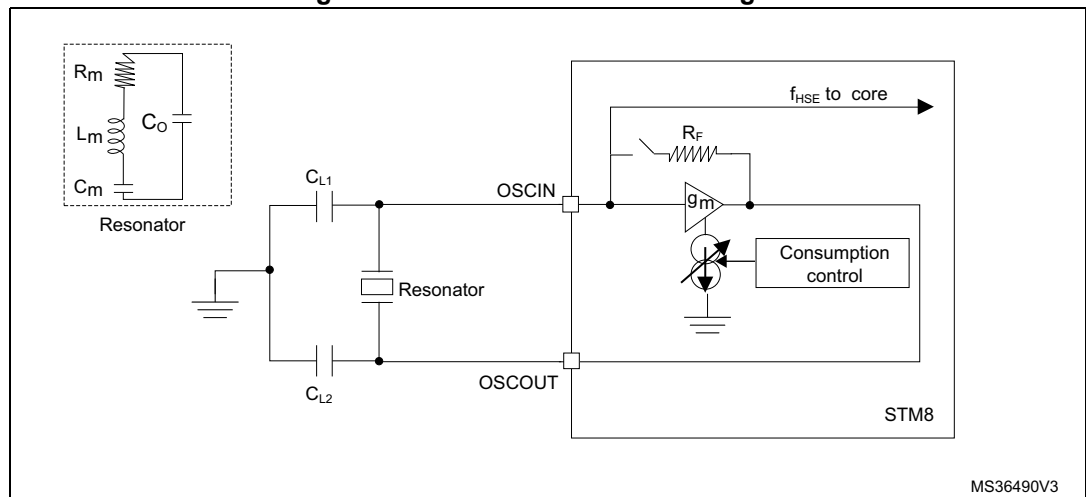 Rm
Lm
Cm
CO
Resonator
CL1
CL2
Resonator
OSCIN
OSCOUT
fHSE to core
RF
gm
Consumption
control
STM8
MS36490V3